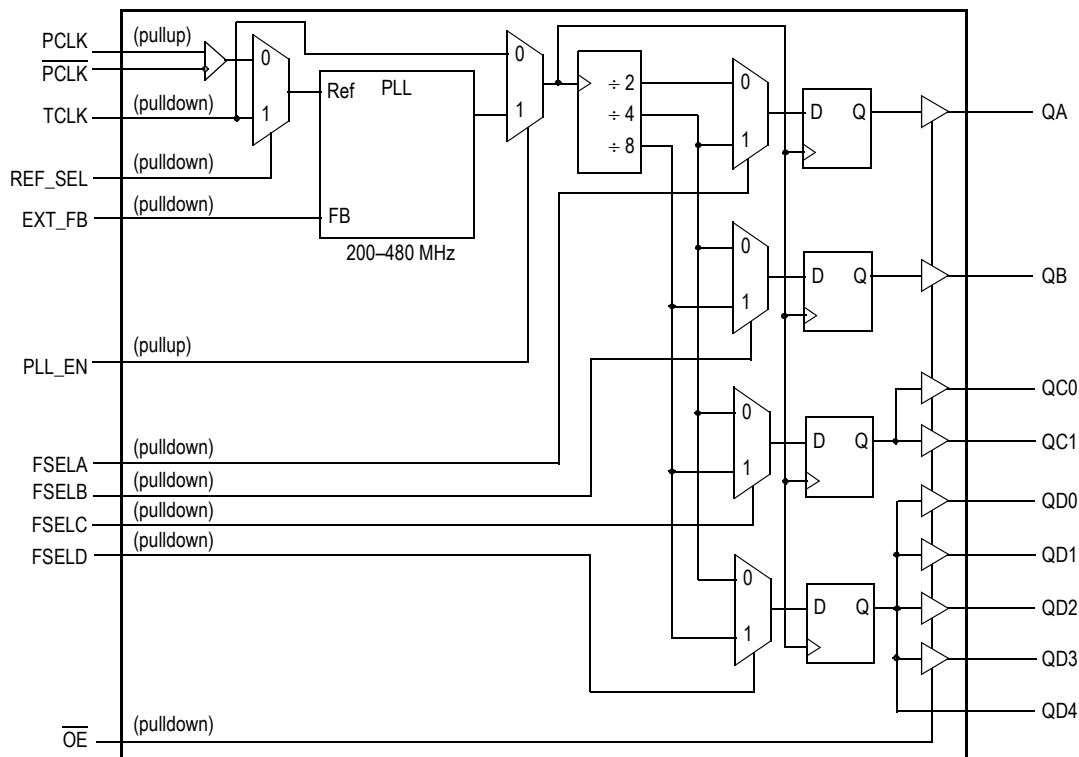 PCLK (pullup)
PCLK
TCLK (pulldown)
REF_SEL (pulldown)
EXT_FB (pulldown)
PLL_EN (pullup)
FSELA (pulldown)
FSELB (pulldown)
FSELC (pulldown)
FSELD (pulldown)
OE (pulldown)
0
1
Ref PLL
FB
200–480 MHz
0
1
÷ 2
÷ 4
÷ 8
0
1
D Q
QA
0
1
D Q
QB
0
1
D Q
QC0
QC1
0
1
D Q
QD0
QD1
QD2
QD3
QD4